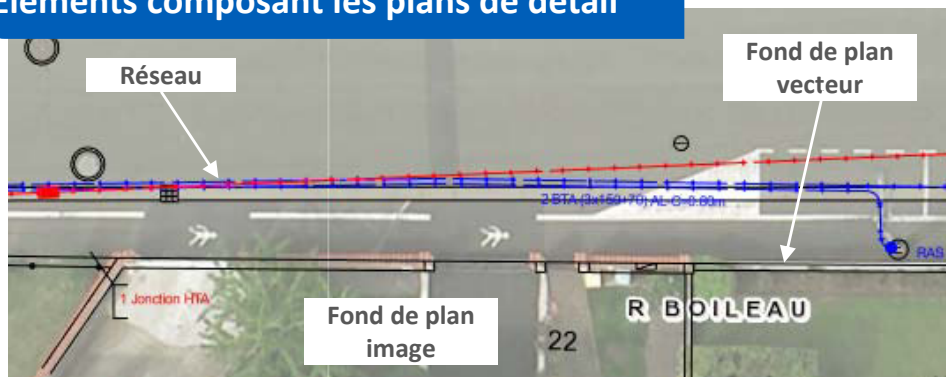 Eléments composant les plans de détail
Fond de plan
vecteur
Réseau
2 BTA (3x150+70) AL-C=0.80m
RAS
1 Jonction HTA
Fond de plan
image
R BOILEAU
22